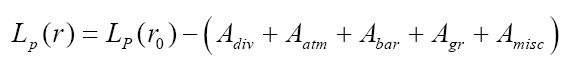 L_p(r) = L_P(r_0) − (A_div + A_atm + A_bar + A_gr + A_misc)